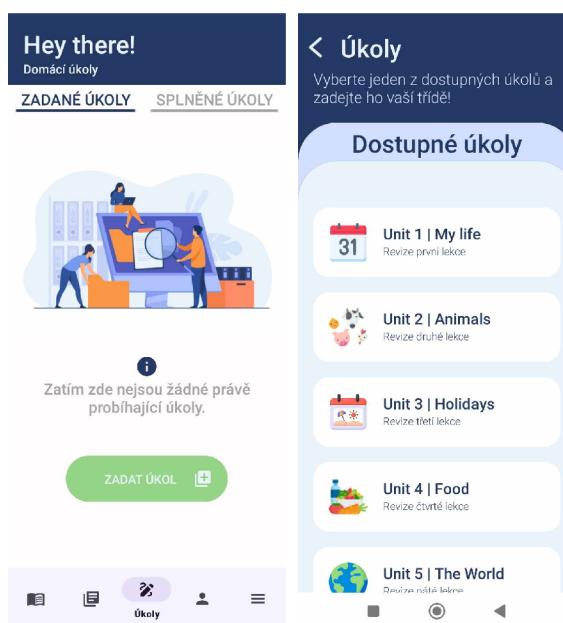 Hey there!
Domácí úkoly
ZADANÉ ÚKOLY SPLNĚNÉ ÚKOLY
Zatím zde nejsou žádné právě
probíhající úkoly.
ZADAT ÚKOL
Úkoly
Úkoly
Vyberte jeden z dostupných úkolů a
zadejte ho vaší třídě!
Dostupné úkoly
31
Unit 1 | My life
Revize první lekce
Unit 2 | Animals
Revize druhé lekce
Unit 3 | Holidays
Revize třetí lekce
Unit 4 | Food
Revize čtvrté lekce
Unit 5 | The World
Revize páté lekce